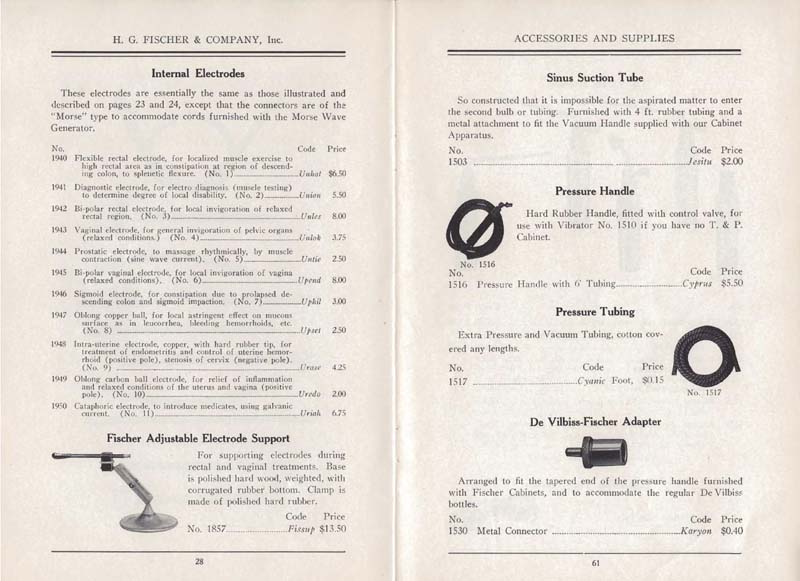 H. G. FISCHER & COMPANY, Inc.
Internal Electrodes
These electrodes are essentially the same as those illustrated and
described on pages 23 and 24, except that the connectors are of the
"Morse" type to accommodate cords furnished with the Morse Wave
Generator.
No. Code Price
1940 Flexible rectal electrode, for localized muscle exercise to
high rectal area as in constipation at region of descend-
ing colon, to splenetic flexure. (No. 1) Unhat $6.50
1941 Diagnostic electrode, for electro diagnosis (muscle testing)
to determine degree of local disability. (No. 2) Union 5.50
1942 Bi-polar rectal electrode, for local invigoration of relaxed
rectal region. (No. 3) Unlez 8.00
1943 Vaginal electrode, for general invigoration of pelvic organs
(relaxed conditions.) (No. 4) Unlok 3.75
1944 Prostatic electrode, to massage rhythmically, by muscle
contraction (sine wave current). (No. 5) Untie 2.50
1945 Bi-polar vaginal electrode, for local invigoration of vagina
(relaxed conditions). (No. 6) Upend 8.00
1946 Sigmoid electrode, for constipation due to prolapsed de-
scending colon and sigmoid impaction. (No. 7) Uphil 3.00
1947 Oblong copper ball, for local astringent effect on mucous
surface as in leucorrhea, bleeding hemorrhoids, etc.
(No. 8) Upset 2.50
1948 Intra-uterine electrode, copper, with hard rubber tip, for
treatment of endometritis and control of uterine hemor-
rhoid (positive pole), stenosis of cervix (negative pole).
(No. 9) Urase 4.25
1949 Oblong carbon ball electrode, for relief of inflammation
and relaxed conditions of the uterus and vagina (positive
pole). (No. 10) Uredo 2.00
1950 Cataphoric electrode, to introduce medicates, using galvanic
current. (No. 11) Uriah 6.75
Fischer Adjustable Electrode Support
For supporting electrodes during
rectal and vaginal treatments. Base
is polished hard wood, weighted, with
corrugated rubber bottom. Clamp is
made of polished hard rubber.
Code Price
No. 1857 Fissup $13.50
28
ACCESSORIES AND SUPPLIES
Sinus Suction Tube
So constructed that it is impossible for the aspirated matter to enter
the second bulb or tubing. Furnished with 4 ft. rubber tubing and a
metal attachment to fit the Vacuum Handle supplied with our Cabinet
Apparatus.
No. Code Price
1503 Jesitu $2.00
Pressure Handle
Hard Rubber Handle, fitted with control valve, for
use with Vibrator No. 1510 if you have no T. & P.
Cabinet.
No. 1516
No. Code Price
1516 Pressure Handle with 6' Tubing Cyprus $5.50
Pressure Tubing
Extra Pressure and Vacuum Tubing, cotton cov-
ered any lengths.
No. Code Price
1517 Cyanic Foot, $0.15
No. 1517
De Vilbiss-Fischer Adapter
Arranged to fit the tapered end of the pressure handle furnished
with Fischer Cabinets, and to accommodate the regular De Vilbiss
bottles.
No. Code Price
1530 Metal Connector Karyon $0.40
61